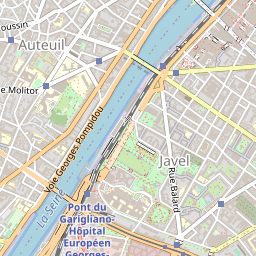 oussin
Auteuil
e Molitor
Voie Georges Pompidou
Javel
Rue Balard
La Seine
Pont du
Garigliano-
Hôpital
Européen
Georges-